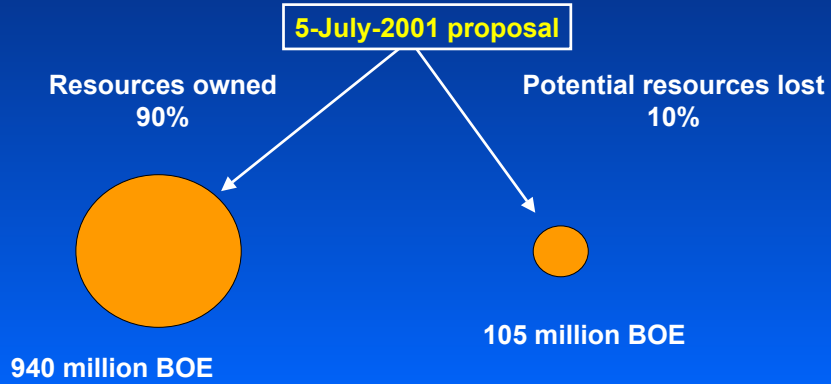 5-July-2001 proposal
Resources owned
90%
Potential resources lost
10%
940 million BOE
105 million BOE